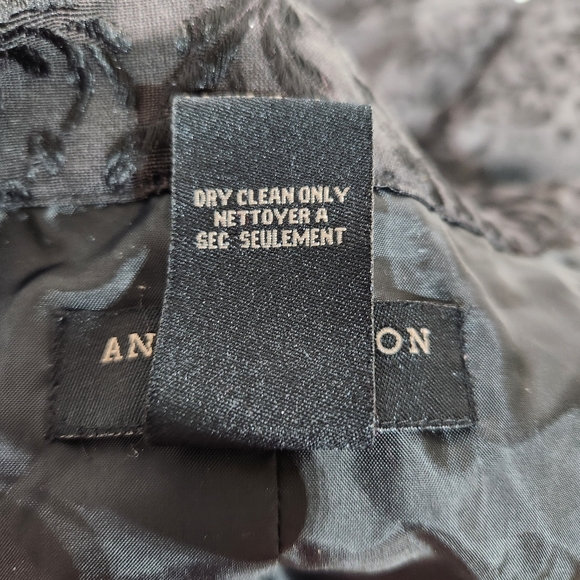 DRY CLEAN ONLY
NETTOYER A
SEC SEULEMENT
AN ON